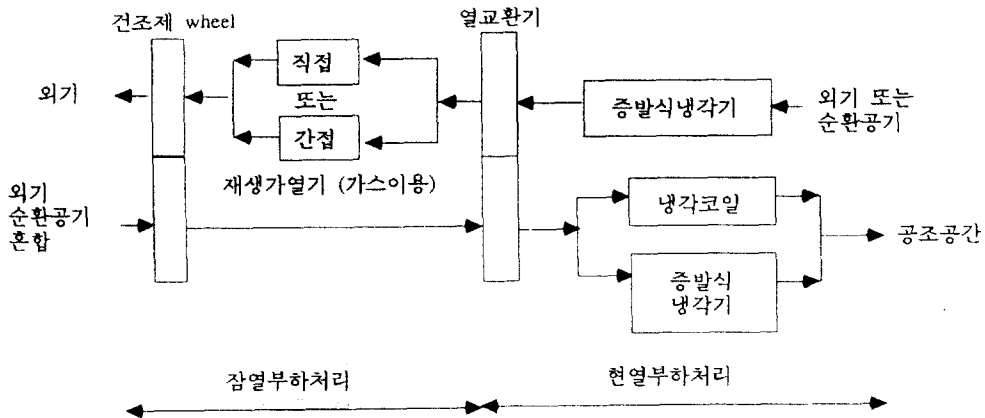 건조제 wheel
열교환기
직접
또는
간접
재생가열기 (가스이용)
외기
증발식냉각기
외기 또는
순환공기
외기
순환공기
혼합
냉각코일
증발식
냉각기
공조공간
잠열부하처리
현열부하처리